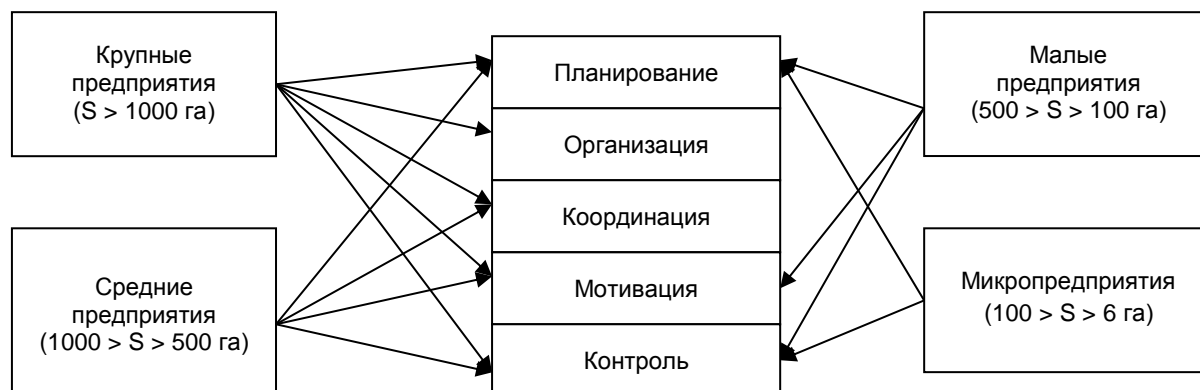 Крупные
предприятия
(S > 1000 га)
Средние
предприятия
(1000 > S > 500 га)
Планирование
Организация
Координация
Мотивация
Контроль
Малые
предприятия
(500 > S > 100 га)
Микропредприятия
(100 > S > 6 га)